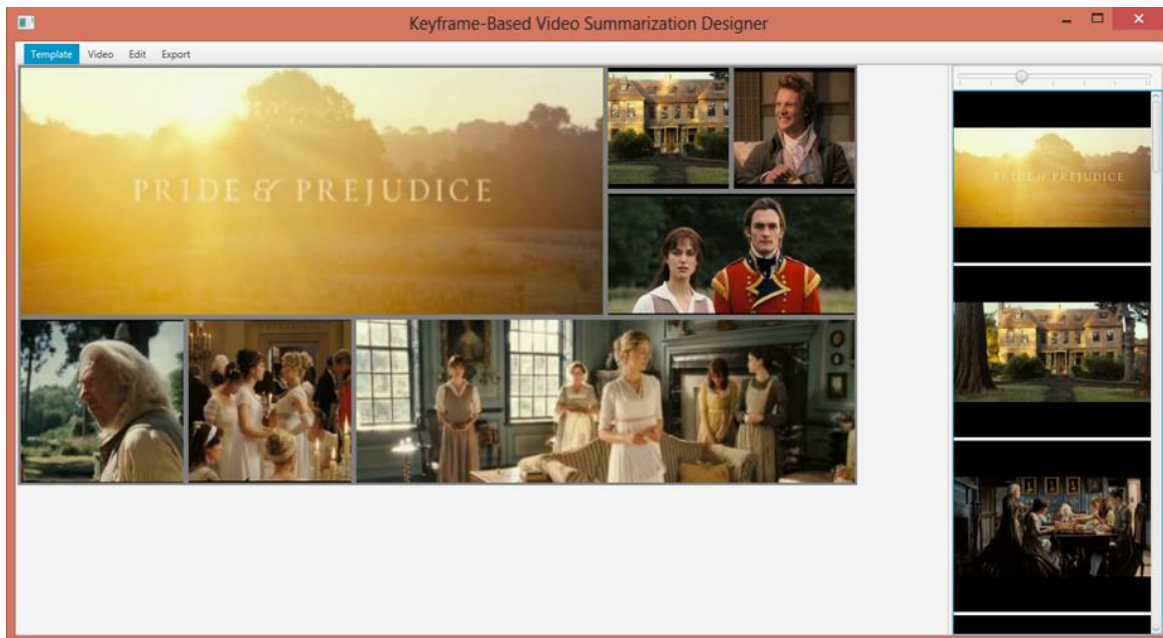 Keyframe-Based Video Summarization Designer
Template Video Edit Export
PRIDE & PREJUDICE
PRIDE & PREJUDICE